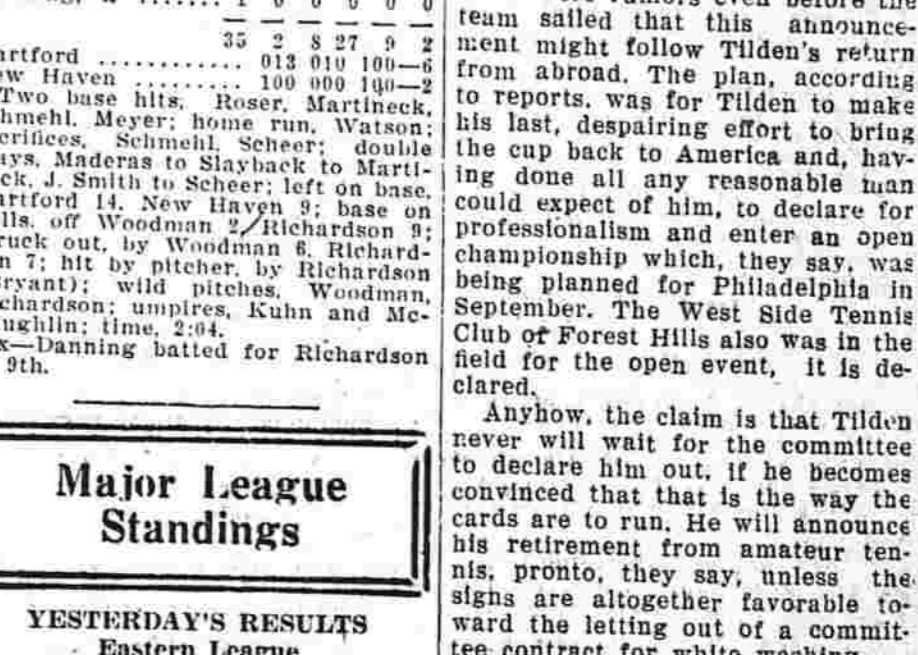 35 2 8 27 9 2
artford ............ 013 010 100—6
ew Haven ......... 100 000 100—2
Two base hits, Roser, Martineck,
hmehl, Meyer; home run, Watson;
crifices, Schmehl, Scheer; double
ays, Maderas to Slayback to Marti-
ck, J. Smith to Scheer; left on base,
artford 14, New Haven 9; base on
lls, off Woodman 2, Richardson 9;
ruck out, by Woodman 6, Richard-
n 7; hit by pitcher, by Richardson
ryant); wild pitches, Woodman,
chardson; umpires, Kuhn and Mc-
ughlin; time, 2:04.
x—Danning batted for Richardson
9th.
Major League
Standings
YESTERDAY'S RESULTS
Eastern League
even before the
team sailed that this announce-
ment might follow Tilden's return
from abroad. The plan, according
to reports, was for Tilden to make
his last, despairing effort to bring
the cup back to America and, hav-
ing done all any reasonable man
could expect of him, to declare for
professionalism and enter an open
championship which, they say, was
being planned for Philadelphia in
September. The West Side Tennis
Club of Forest Hills also was in the
field for the open event, it is de-
clared.
Anyhow, the claim is that Tilden
never will wait for the committee
to declare him out, if he becomes
convinced that that is the way the
cards are to run. He will announce
his retirement from amateur ten-
nis, pronto, they say, unless the
signs are altogether favorable to-
ward the letting out of a commit-
tee contract for white washing